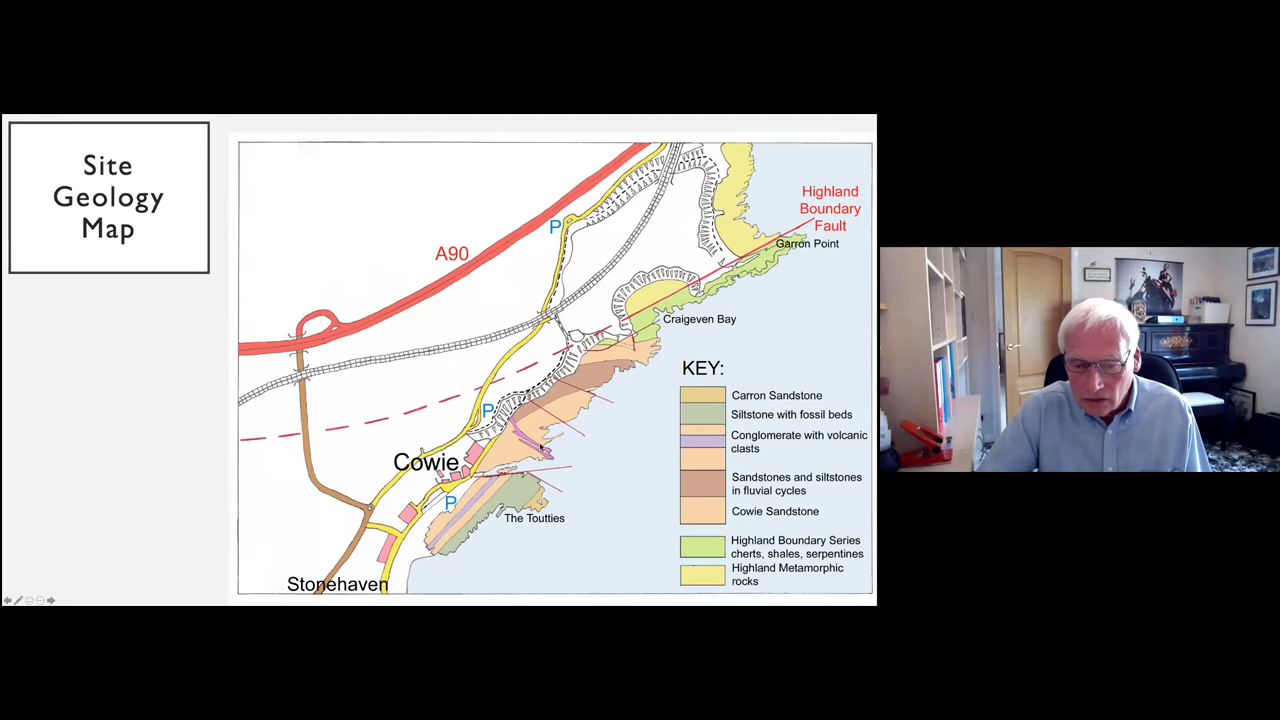 Site
Geology
Map
A90
P
Highland
Boundary
Fault
Garron Point
Craigeven Bay
P
Cowie
P
The Toutties
Stonehaven
KEY:
Carron Sandstone
Siltstone with fossil beds
Conglomerate with volcanic
clasts
Sandstones and siltstones
in fluvial cycles
Cowie Sandstone
Highland Boundary Series
cherts, shales, serpentines
Highland Metamorphic
rocks